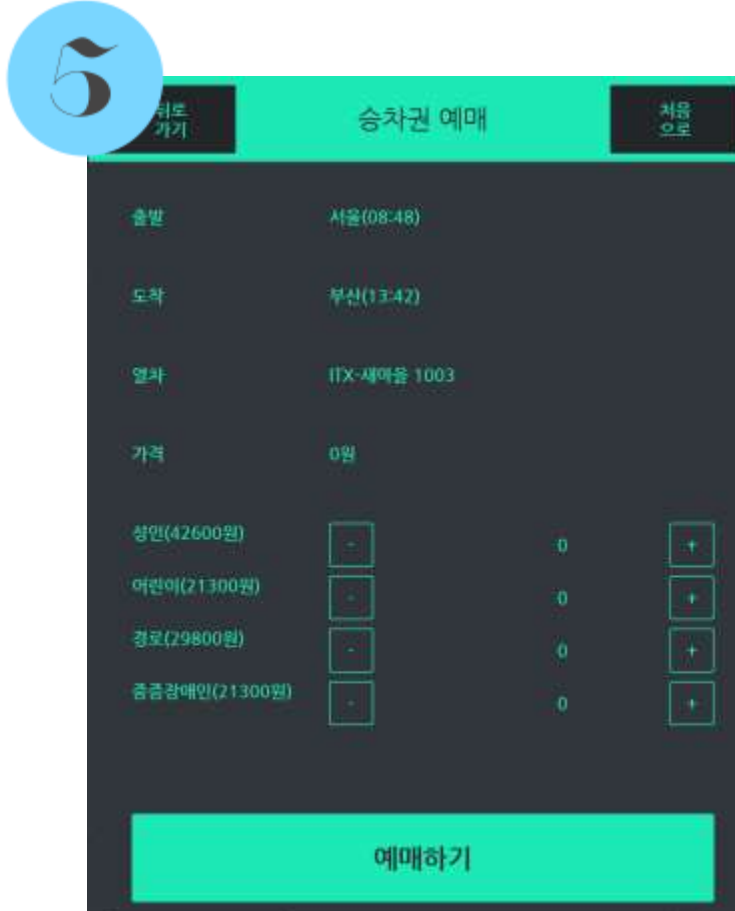 5
뒤로
가기
승차권 예매
처음
으로
출발 서울(08:48)
도착 부산(13:42)
열차 ITX-새마을 1003
가격 0원
성인(42600원) - 0 +
어린이(21300원) - 0 +
경로(29800원) - 0 +
중증장애인(21300원) - 0 +
예매하기